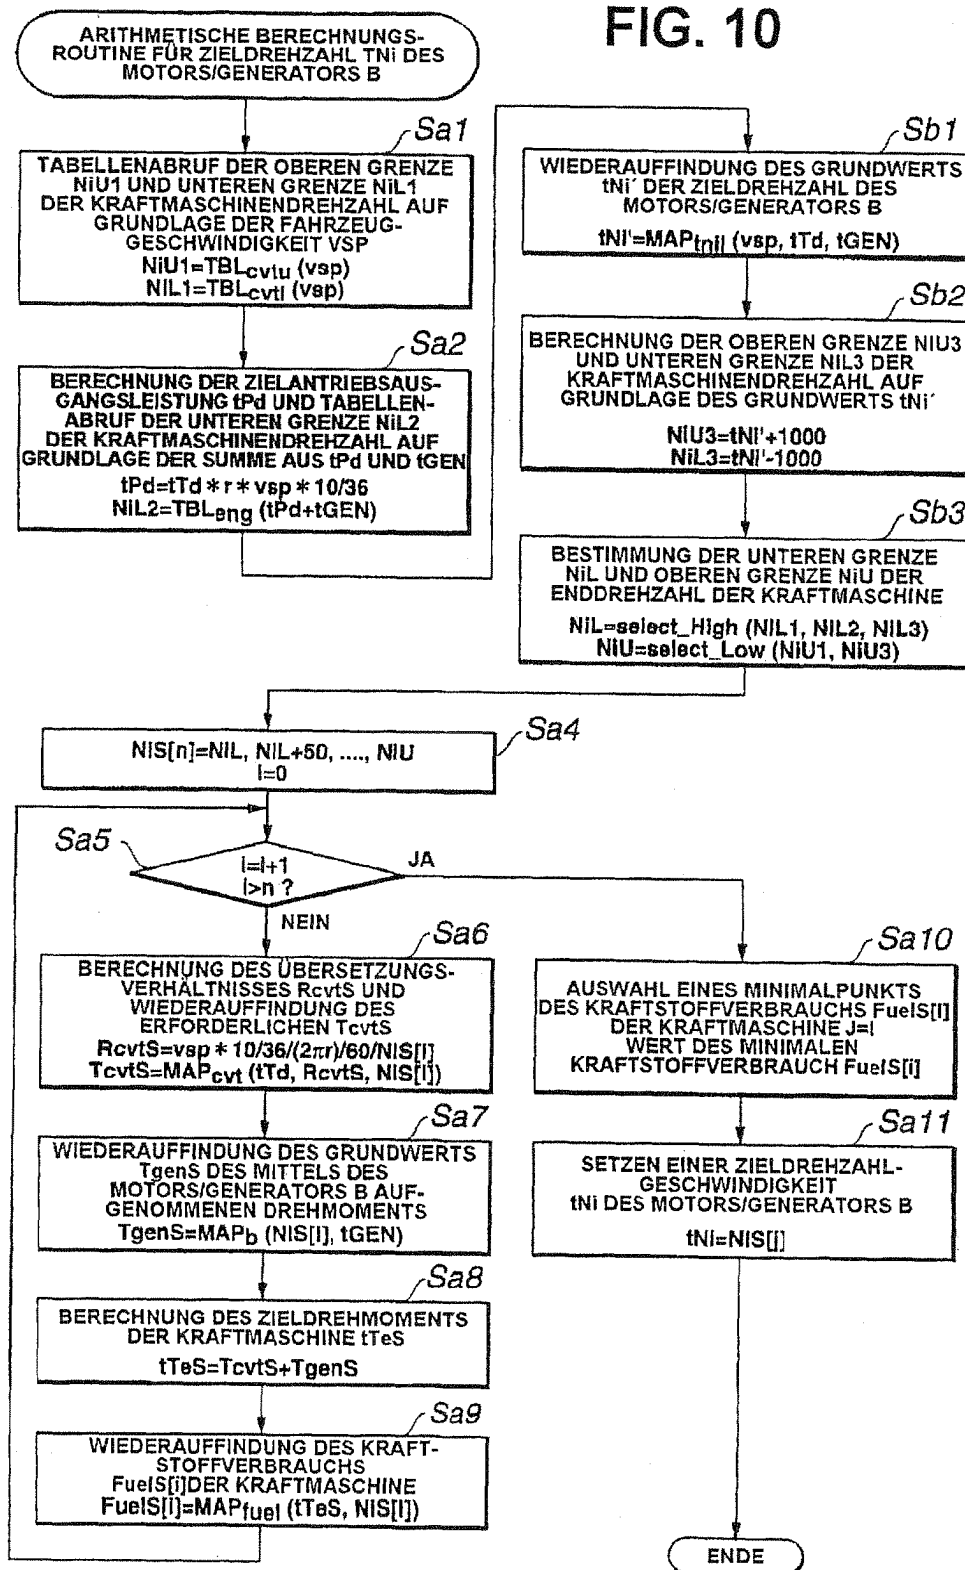 FIG. 10
ARITHMETISCHE BERECHNUNGS-
ROUTINE FÜR ZIELDREHZAHL TNi DES
MOTORS/GENERATORS B
Sa1
TABELLENABRUF DER OBEREN GRENZE
NiU1 UND UNTEREN GRENZE NiL1
DER KRAFTMASCHINENDREHZAHL AUF
GRUNDLAGE DER FAHRZEUG-
GESCHWINDIGKEIT VSP
NiU1=TBLcvtu (vsp)
NIL1=TBLcvtl (vsp)
Sa2
BERECHNUNG DER ZIELANTRIEBSAUS-
GANGSLEISTUNG tPd UND TABELLEN-
ABRUF DER UNTEREN GRENZE NiL2
DER KRAFTMASCHINENDREHZAHL AUF
GRUNDLAGE DER SUMME AUS tPd UND tGEN
tPd=tTd*r*vsp*10/36
NIL2=TBLeng (tPd+tGEN)
Sb1
WIEDERAUFFINDUNG DES GRUNDWERTS
tNi´ DER ZIELDREHZAHL DES
MOTORS/GENERATORS B
tNI'=MAPtnil (vsp, tTd, tGEN)
Sb2
BERECHNUNG DER OBEREN GRENZE NIU3
UND UNTEREN GRENZE NIL3 DER
KRAFTMASCHINENDREHZAHL AUF
GRUNDLAGE DES GRUNDWERTS tNi´
NIU3=tNI'+1000
NiL3=tNI'-1000
Sb3
BESTIMMUNG DER UNTEREN GRENZE
NiL UND OBEREN GRENZE NiU DER
ENDDREHZAHL DER KRAFTMASCHINE
NiL=select_High (NIL1, NIL2, NIL3)
NiU=select_Low (NiU1, NiU3)
Sa4
NIS[n]=NIL, NIL+50, ...., NIU
I=0
Sa5
I=I+1
I>n ?
JA
NEIN
Sa6
BERECHNUNG DES ÜBERSETZUNGS-
VERHÄLTNISSES RcvtS UND
WIEDERAUFFINDUNG DES
ERFORDERLICHEN TcvtS
RcvtS=vsp*10/36/(2πr)/60/NIS[I]
TcvtS=MAPcvt (tTd, RcvtS, NIS[I])
Sa7
WIEDERAUFFINDUNG DES GRUNDWERTS
TgenS DES MITTELS DES
MOTORS/GENERATORS B AUF-
GENOMMENEN DREHMOMENTS
TgenS=MAPb (NIS[I], tGEN)
Sa8
BERECHNUNG DES ZIELDREHMOMENTS
DER KRAFTMASCHINE tTeS
tTeS=TcvtS+TgenS
Sa9
WIEDERAUFFINDUNG DES KRAFT-
STOFFVERBRAUCHS
FuelS[i]DER KRAFTMASCHINE
FuelS[i]=MAPfuel (tTeS, NIS[I])
Sa10
AUSWAHL EINES MINIMALPUNKTS
DES KRAFTSTOFFVERBRAUCHS FuelS[I]
DER KRAFTMASCHINE J=I
WERT DES MINIMALEN
KRAFTSTOFFVERBRAUCH FuelS[i]
Sa11
SETZEN EINER ZIELDREHZAHL-
GESCHWINDIGKEIT
tNi DES MOTORS/GENERATORS B
tNI=NIS[j]
ENDE